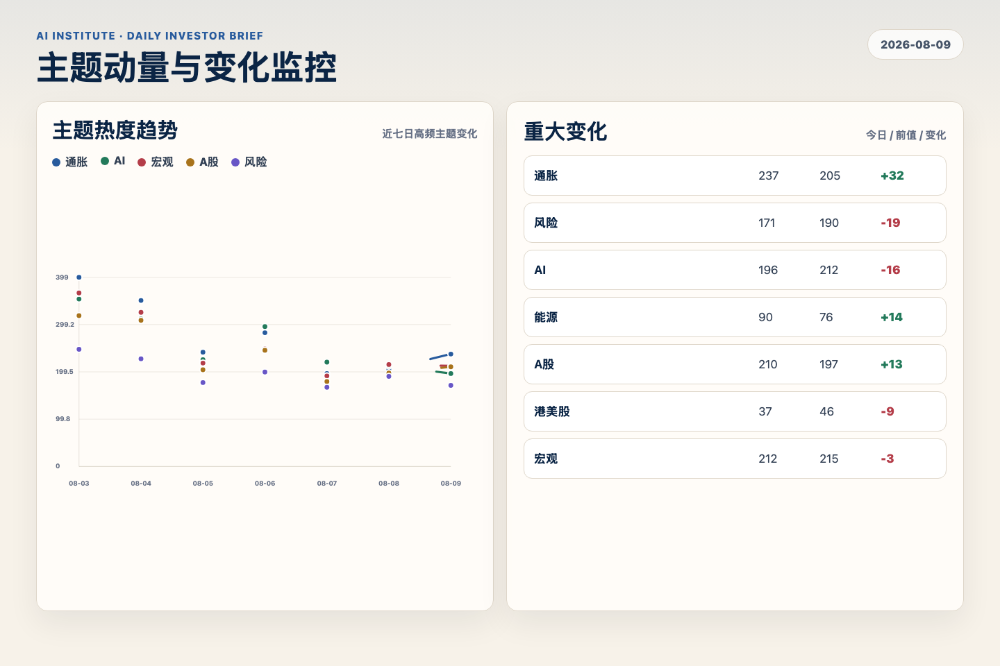 AI INSTITUTE · DAILY INVESTOR BRIEF
主题动量与变化监控
2026-08-09
主题热度趋势
近七日高频主题变化
通胀 AI 宏观 A股 风险
399
299.2
199.5
99.8
0
08-03 08-04 08-05 08-06 08-07 08-08 08-09
重大变化
今日 / 前值 / 变化
通胀 237 205 +32
风险 171 190 -19
AI 196 212 -16
能源 90 76 +14
A股 210 197 +13
港美股 37 46 -9
宏观 212 215 -3